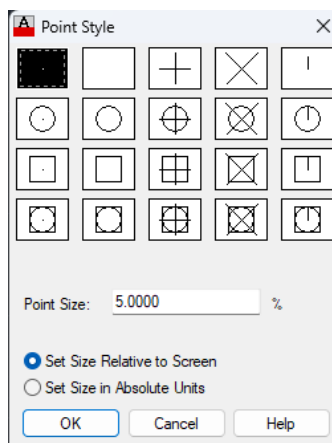 A Point Style
Point Size: 5.0000 %
Set Size Relative to Screen
Set Size in Absolute Units
OK Cancel Help